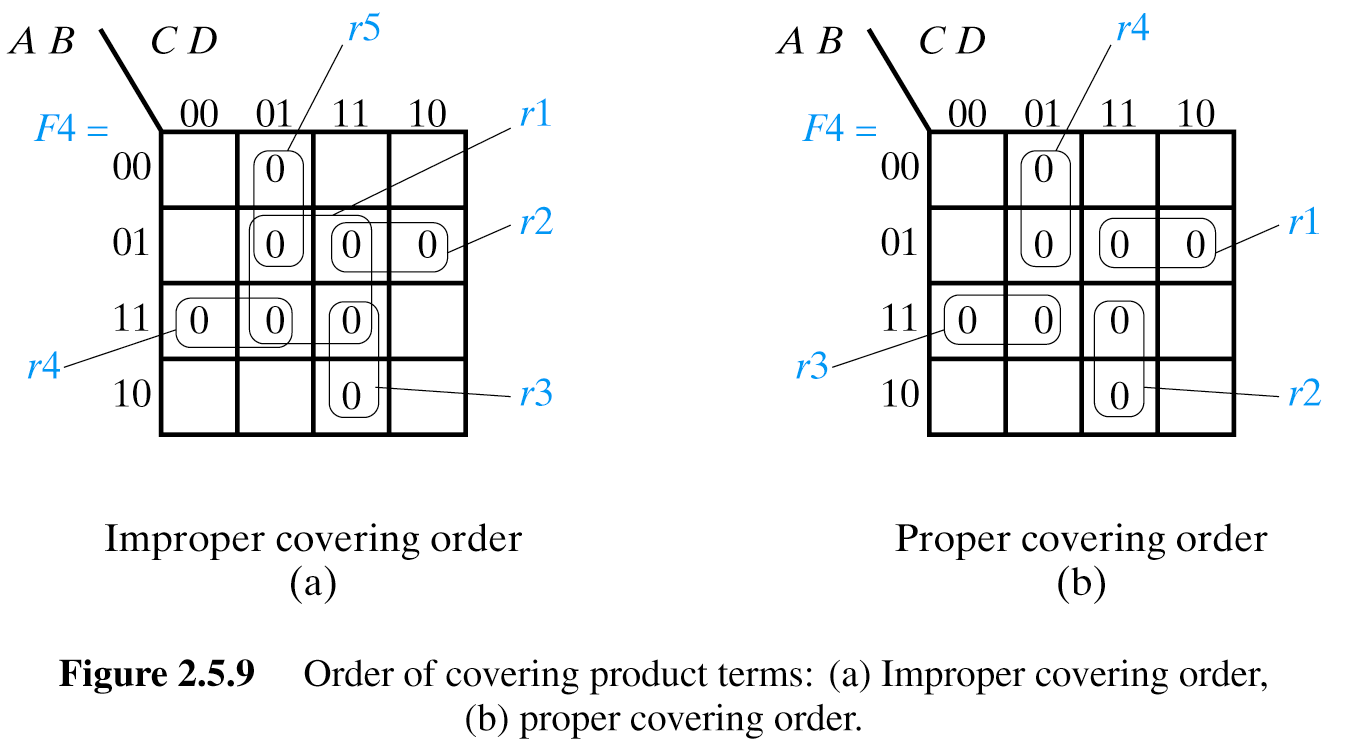 A B C D r5 A B C D r4
F4 = 00 01 11 10 r1 F4 = 00 01 11 10
00 0 00 0
01 0 0 0 r2 01 0 0 0 r1
11 0 0 0 11 0 0 0
r4 r3
10 0 r3 10 0 r2
Improper covering order Proper covering order
(a) (b)
Figure 2.5.9 Order of covering product terms: (a) Improper covering order,
(b) proper covering order.